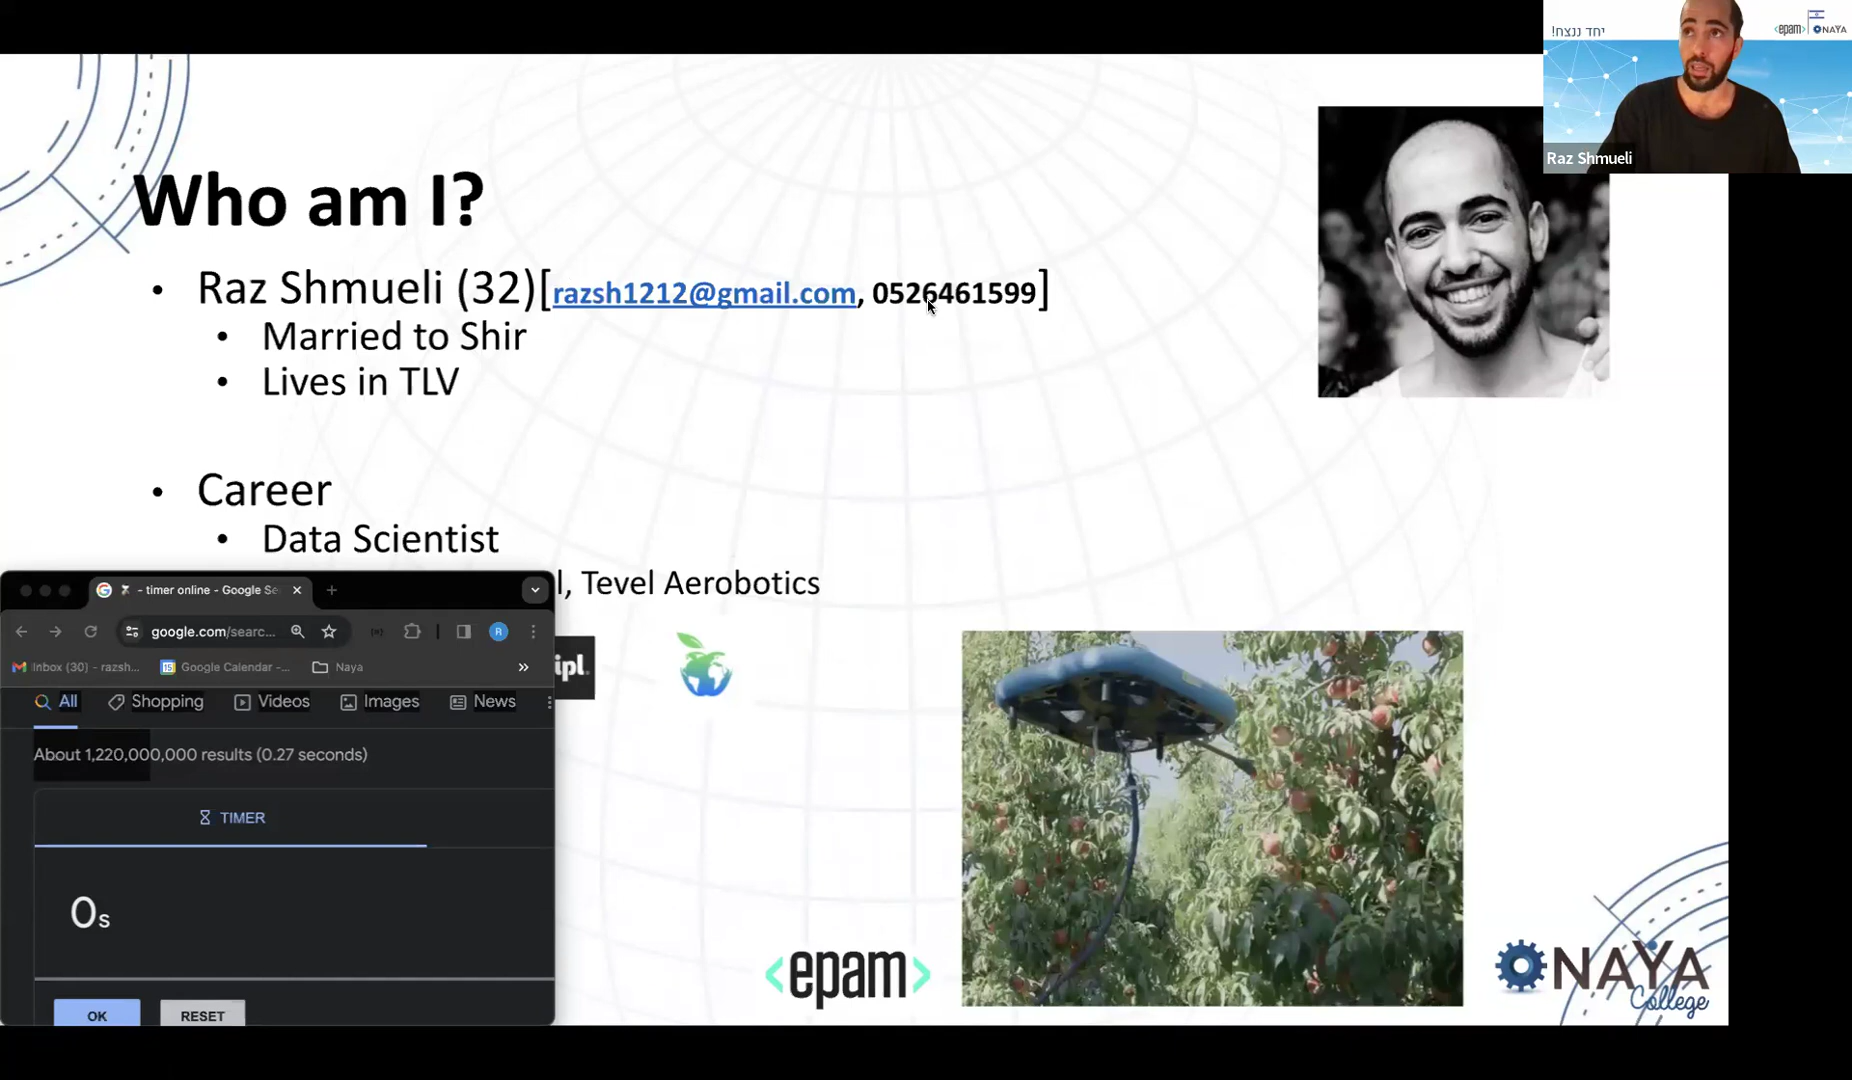 יחד ננצח!
<epam> NAYA
Raz Shmueli
Who am I?
• Raz Shmueli (32)[razsh1212@gmail.com, 0526461599]
• Married to Shir
• Lives in TLV
• Career
• Data Scientist
l, Tevel Aerobotics
ipl.
- timer online - Google Se
google.com/searc...
R
Inbox (30) - razsh...
Google Calendar -...
Naya
All
Shopping
Videos
Images
News
About 1,220,000,000 results (0.27 seconds)
TIMER
0s
OK
RESET
<epam>
NAYA
College